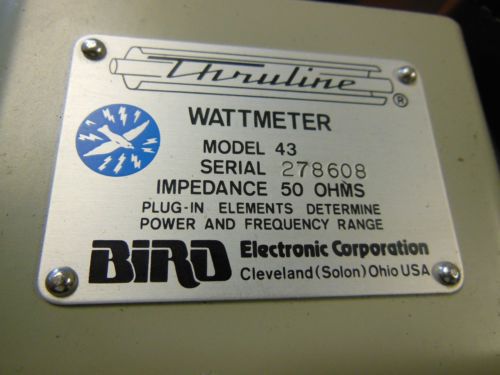 Thruline
®
WATTMETER
MODEL 43
SERIAL 278608
IMPEDANCE 50 OHMS
PLUG-IN ELEMENTS DETERMINE
POWER AND FREQUENCY RANGE
BIRD Electronic Corporation
Cleveland (Solon) Ohio USA